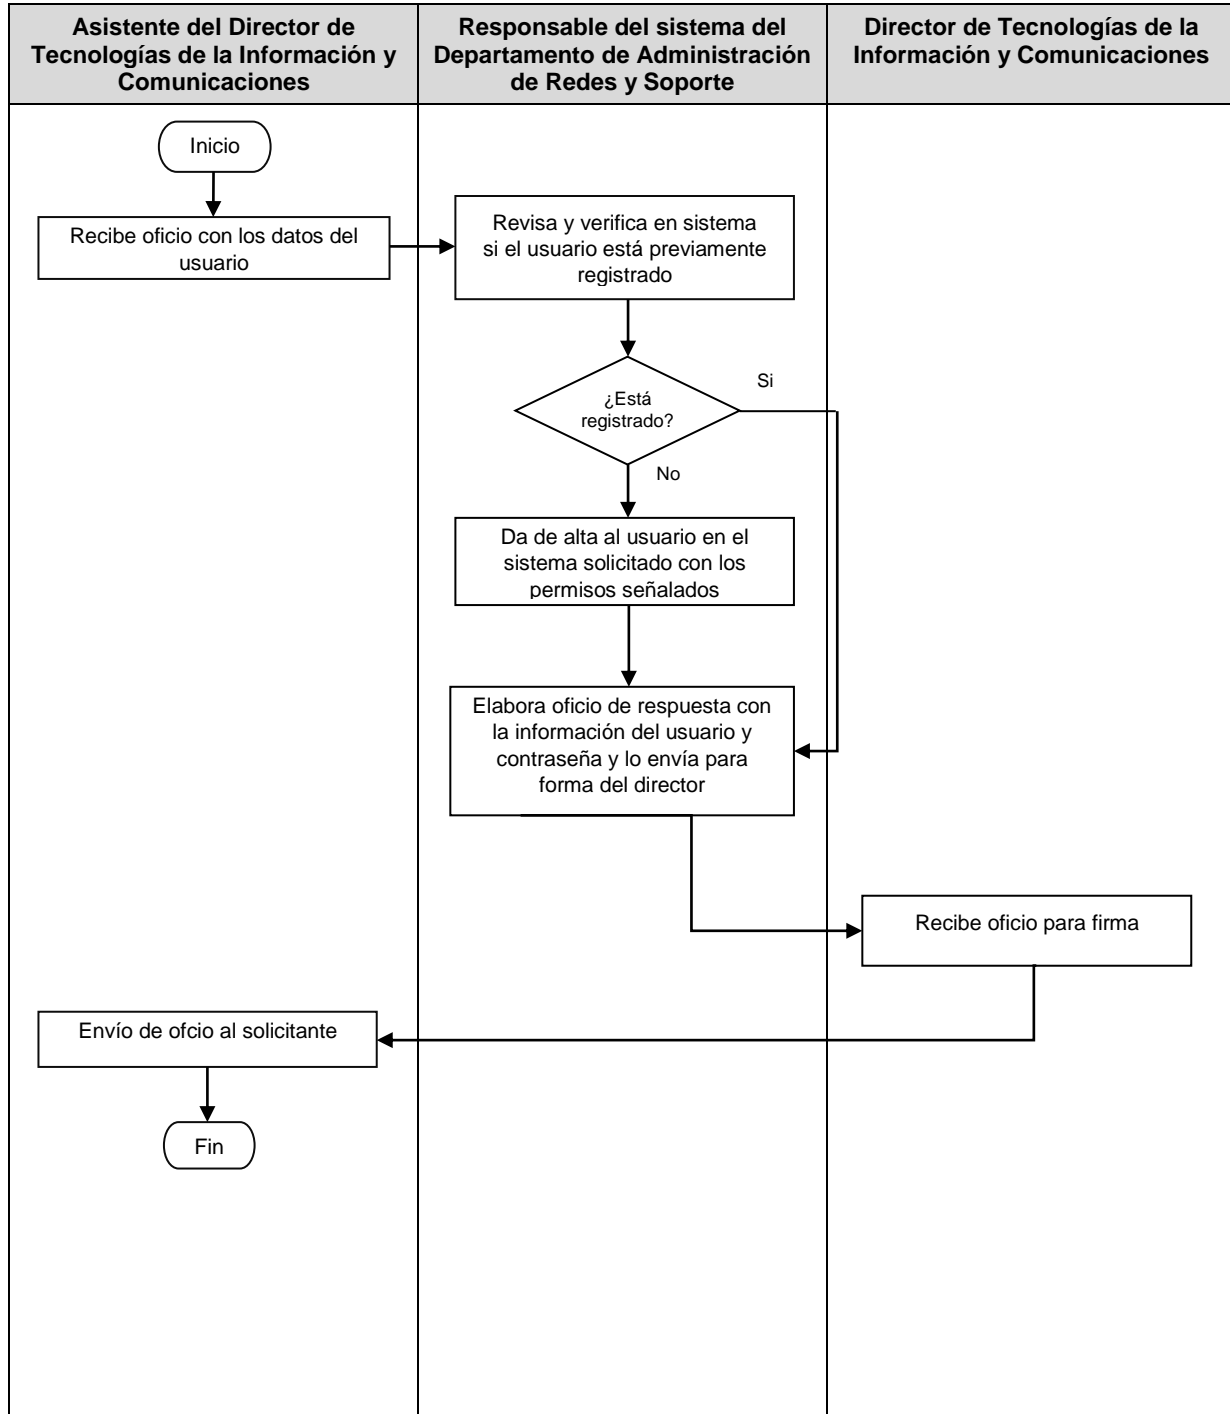 Asistente del Director de
Tecnologías de la Información y
Comunicaciones
Responsable del sistema del
Departamento de Administración
de Redes y Soporte
Director de Tecnologías de la
Información y Comunicaciones
Inicio
Recibe oficio con los datos del
usuario
Revisa y verifica en sistema
si el usuario está previamente
registrado
¿Está
registrado?
Si
No
Da de alta al usuario en el
sistema solicitado con los
permisos señalados
Elabora oficio de respuesta con
la información del usuario y
contraseña y lo envía para
forma del director
Recibe oficio para firma
Envío de ofcio al solicitante
Fin